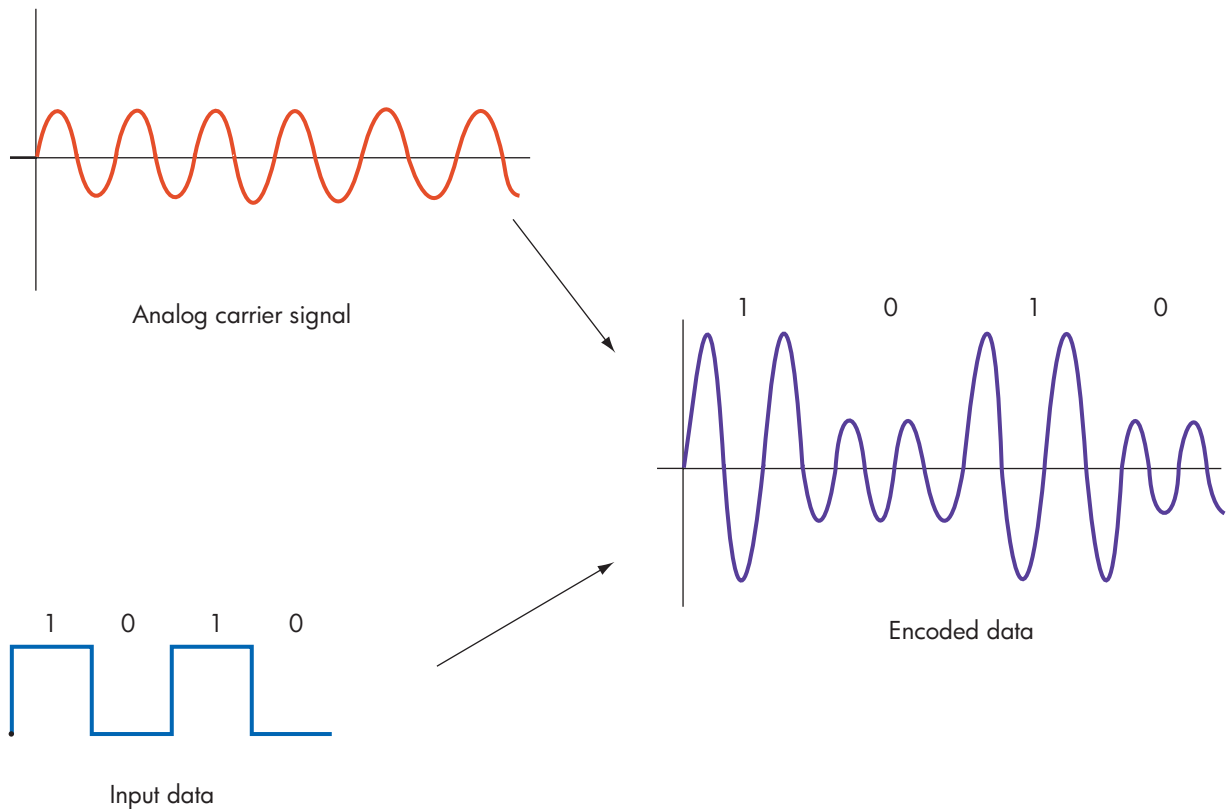 Analog carrier signal
1 0 1 0
Encoded data
1 0 1 0
Input data